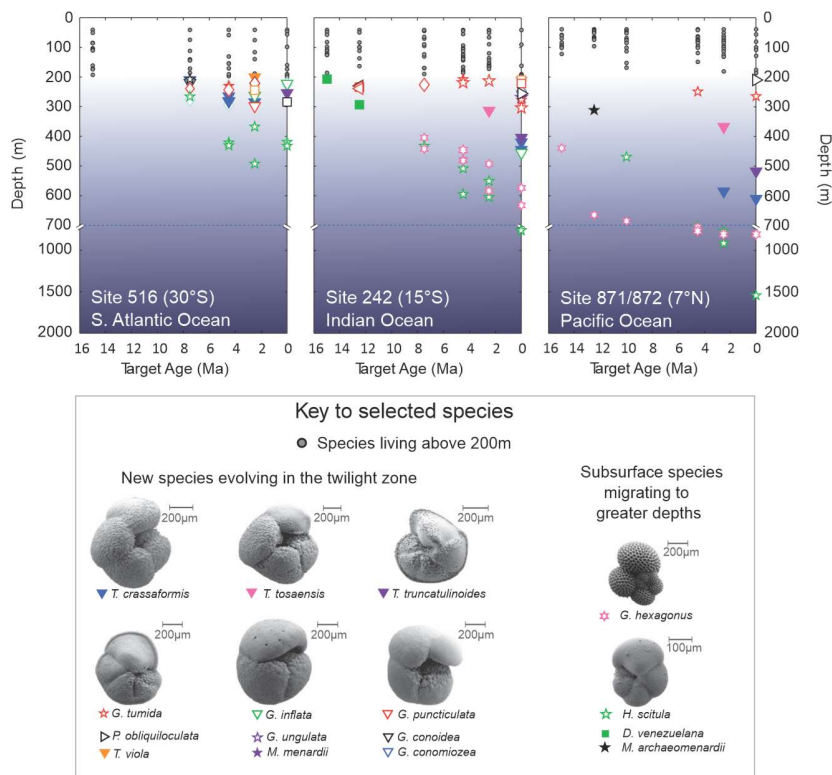 0
100
200
300
400
500
600
700
1000
1500
2000
Depth (m)
Site 516 (30°S)
S. Atlantic Ocean
16 14 12 10 8 6 4 2 0
Target Age (Ma)
Site 242 (15°S)
Indian Ocean
16 14 12 10 8 6 4 2 0
Target Age (Ma)
Site 871/872 (7°N)
Pacific Ocean
16 14 12 10 8 6 4 2 0
Target Age (Ma)
0
100
200
300
400
500
600
700
1000
1500
2000
Depth (m)
Key to selected species
Species living above 200m
New species evolving in the twilight zone
Subsurface species
migrating to
greater depths
200µm
T. crassaformis
200µm
T. tosaensis
200µm
T. truncatulinoides
200µm
G. hexagonus
200µm
G. tumida
P. obliquiloculata
T. viola
200µm
G. inflata
G. ungulata
M. menardii
200µm
G. puncticulata
G. conoidea
G. conomiozea
100µm
H. scitula
D. venezuelana
M. archaeomenardii